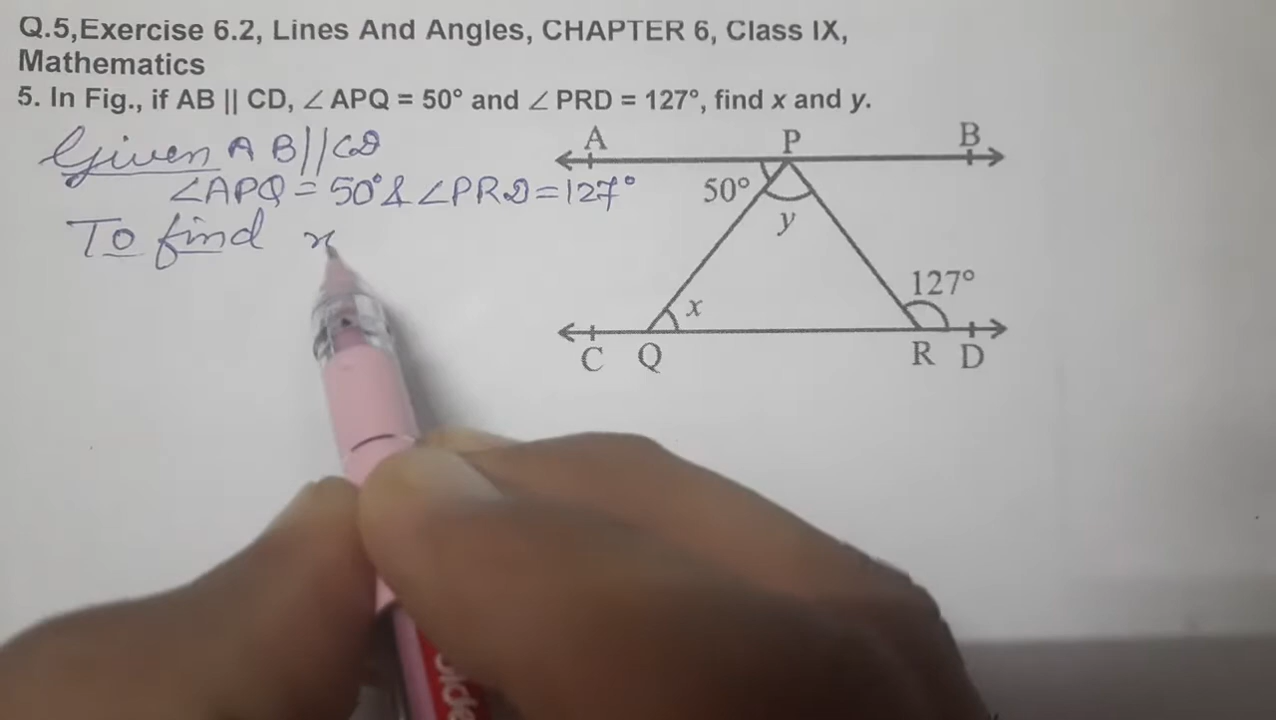 Q.5,Exercise 6.2, Lines And Angles, CHAPTER 6, Class IX,
Mathematics
5. In Fig., if AB || CD, ∠ APQ = 50° and ∠ PRD = 127°, find x and y.
Given AB||CD
∠APQ = 50° & ∠PRD = 127°
To find x
A P B
50°
y
127°
x
C Q R D